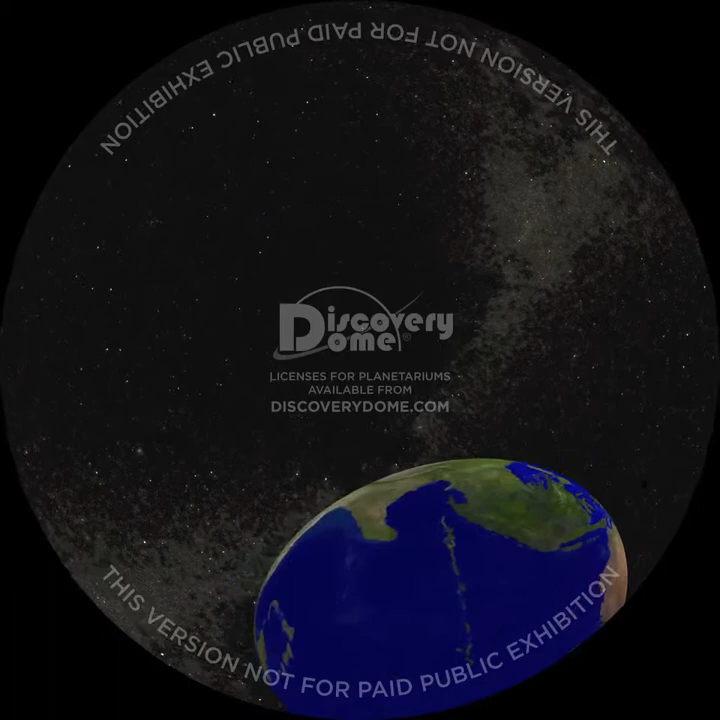 THIS VERSION NOT FOR PAID PUBLIC EXHIBITION
Discovery
Dome®
LICENSES FOR PLANETARIUMS
AVAILABLE FROM
DISCOVERYDOME.COM
THIS VERSION NOT FOR PAID PUBLIC EXHIBITION